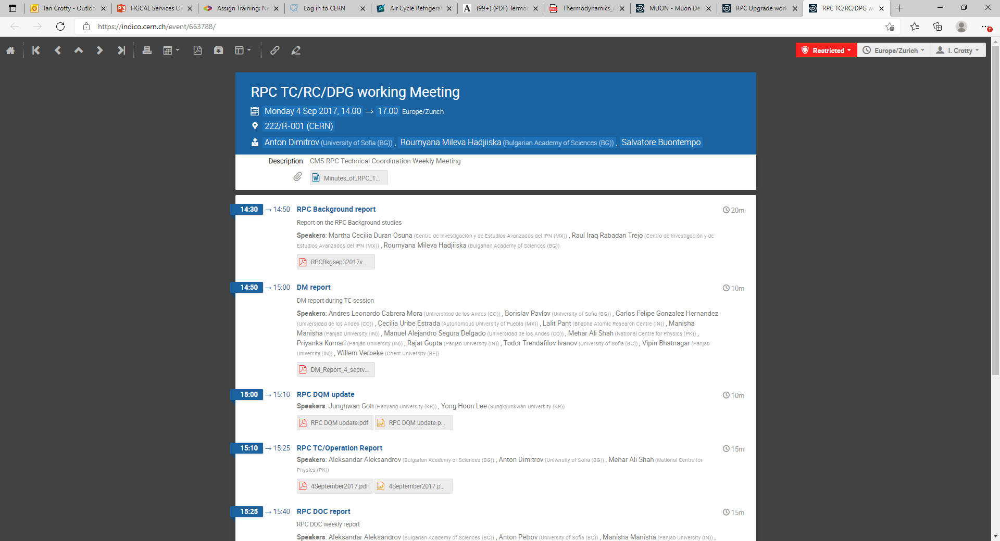 Ian Crotty - Outloo
HGCAL Services O
Assign Training: Ne
Log in to CERN
Air Cycle Refrigerat
(99+) (PDF) Termod
Thermodynamics_A
MUON - Muon De
RPC Upgrade work
RPC TC/RC/DPG w
https://indico.cern.ch/event/663788/
Restricted
Europe/Zurich
I. Crotty
RPC TC/RC/DPG working Meeting
Monday 4 Sep 2017, 14:00 → 17:00 Europe/Zurich
222/R-001 (CERN)
Anton Dimitrov (University of Sofia (BG)) , Roumyana Mileva Hadjiiska (Bulgarian Academy of Sciences (BG)) , Salvatore Buontempo
Description CMS RPC Technical Coordination Weekly Meeting
Minutes_of_RPC_T...
14:30 → 14:50 RPC Background report 20m
Report on the RPC Background studies
Speakers: Martha Cecilia Duran Osuna (Centro de Investigación y de Estudios Avanzados del IPN (MX)) , Raul Iraq Rabadan Trejo (Centro de Investigación y de
Estudios Avanzados del IPN (MX)) , Roumyana Mileva Hadjiiska (Bulgarian Academy of Sciences (BG))
RPCBkgsep32017v...
14:50 → 15:00 DM report 10m
DM report during TC session
Speakers: Andres Leonardo Cabrera Mora (Universidad de los Andes (CO)) , Borislav Pavlov (University of Sofia (BG)) , Carlos Felipe Gonzalez Hernandez
(Universidad de los Andes (CO)) , Cecilia Uribe Estrada (Autonomous University of Puebla (MX)) , Lalit Pant (Bhabha Atomic Research Centre (IN)) , Manisha
Manisha (Panjab University (IN)) , Manuel Alejandro Segura Delgado (Universidad de los Andes (CO)) , Mehar Ali Shah (National Centre for Physics (PK)) ,
Priyanka Kumari (Panjab University (IN)) , Rajat Gupta (Panjab University (IN)) , Todor Trendafilov Ivanov (University of Sofia (BG)) , Vipin Bhatnagar (Panjab
University (IN)) , Willem Verbeke (Ghent University (BE))
DM_Report_4_septv...
15:00 → 15:10 RPC DQM update 10m
Speakers: Junghwan Goh (Hanyang University (KR)) , Yong Hoon Lee (Sungkyunkwan University (KR))
RPC DQM update.pdf RPC DQM update.p...
15:10 → 15:25 RPC TC/Operation Report 15m
Speakers: Aleksandar Aleksandrov (Bulgarian Academy of Sciences (BG)) , Anton Dimitrov (University of Sofia (BG)) , Mehar Ali Shah (National Centre for
Physics (PK))
4September2017.pdf 4September2017.p...
15:25 → 15:40 RPC DOC report 15m
RPC DOC weekly report
Speakers: Aleksandar Aleksandrov (Bulgarian Academy of Sciences (BG)) , Anton Petrov (University of Sofia (BG)) , Manisha Manisha (Panjab University (IN)) ,